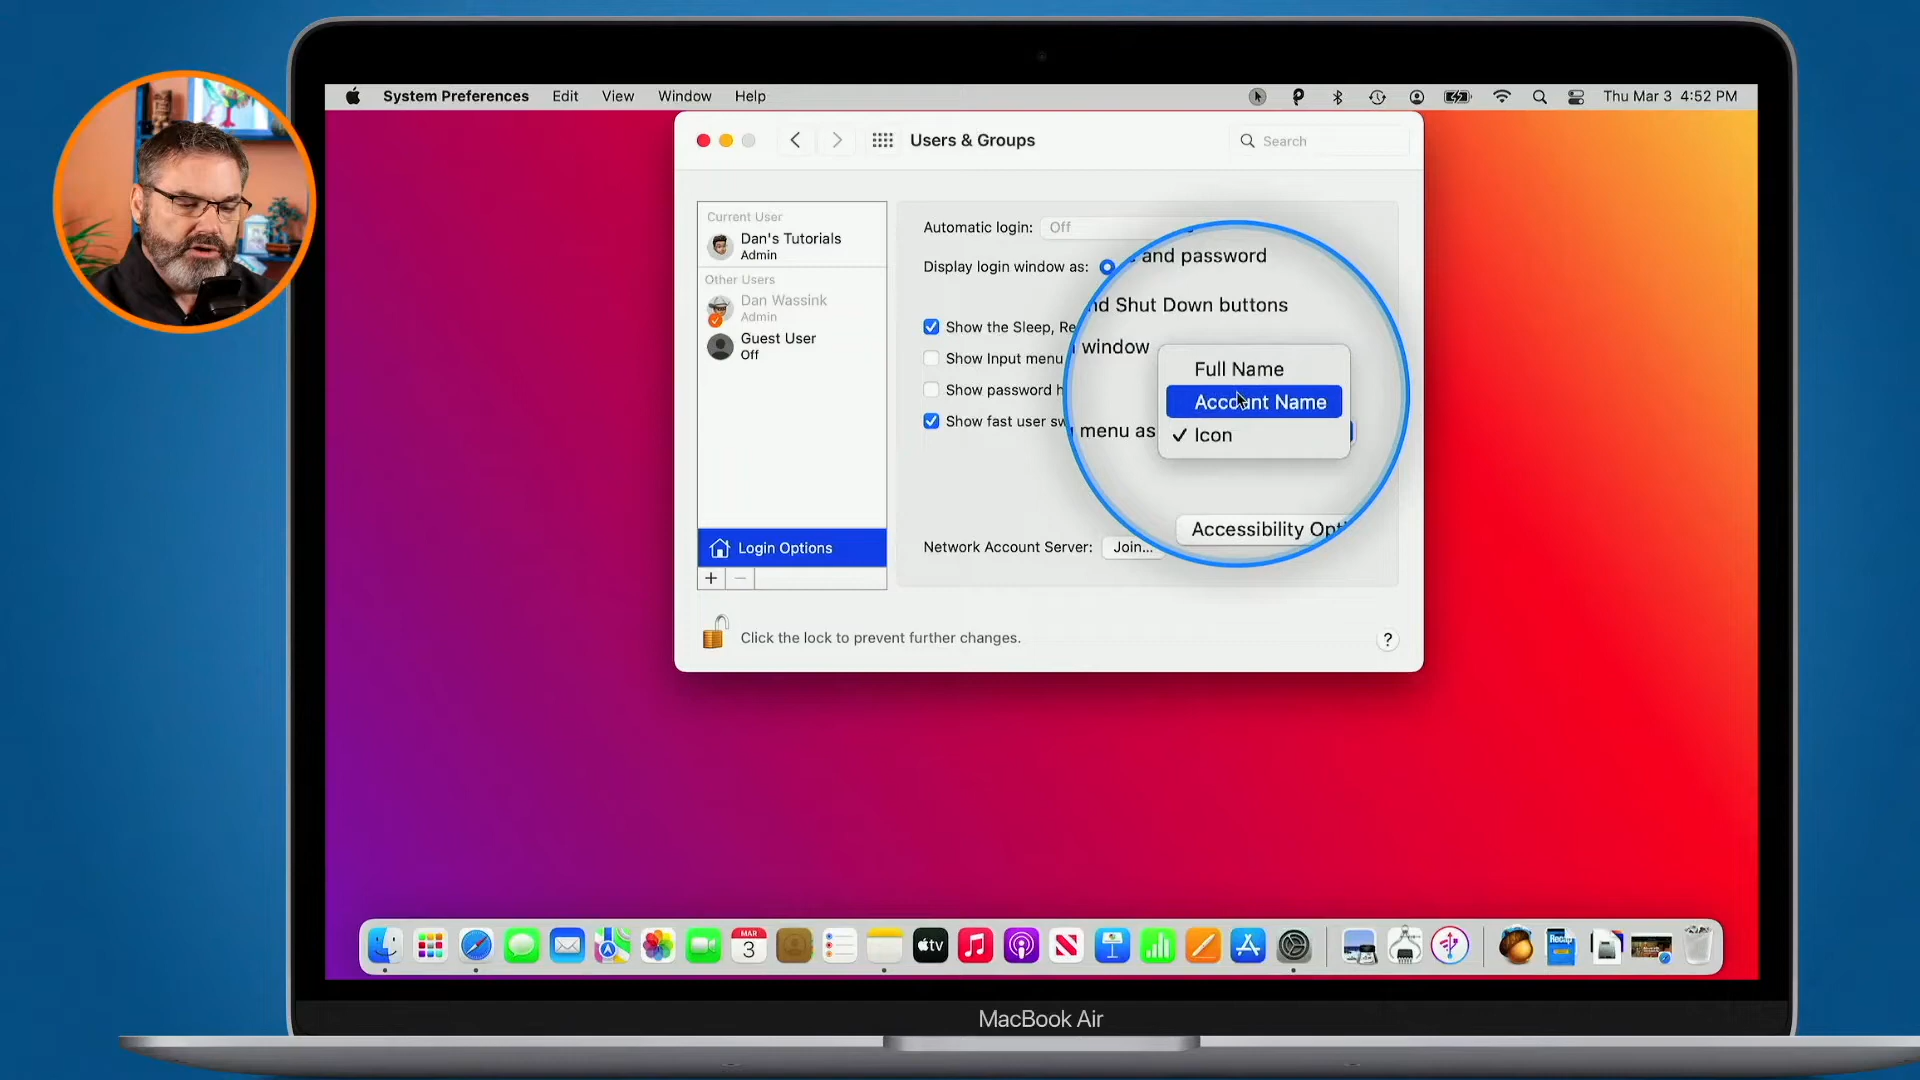 System Preferences Edit View Window Help Thu Mar 3 4:52 PM
Users & Groups
Search
Current User
Dan's Tutorials
Admin
Other Users
Dan Wassink
Admin
Guest User
Off
Login Options
+ −
Automatic login: Off
Display login window as:
and password
Show the Sleep, Re
nd Shut Down buttons
Show Input menu
window
Show password h
Show fast user sw
menu as
Full Name
Account Name
✓ Icon
Accessibility Opt
Network Account Server: Join...
Click the lock to prevent further changes.
?
MAR
3
tv
Recap
MacBook Air